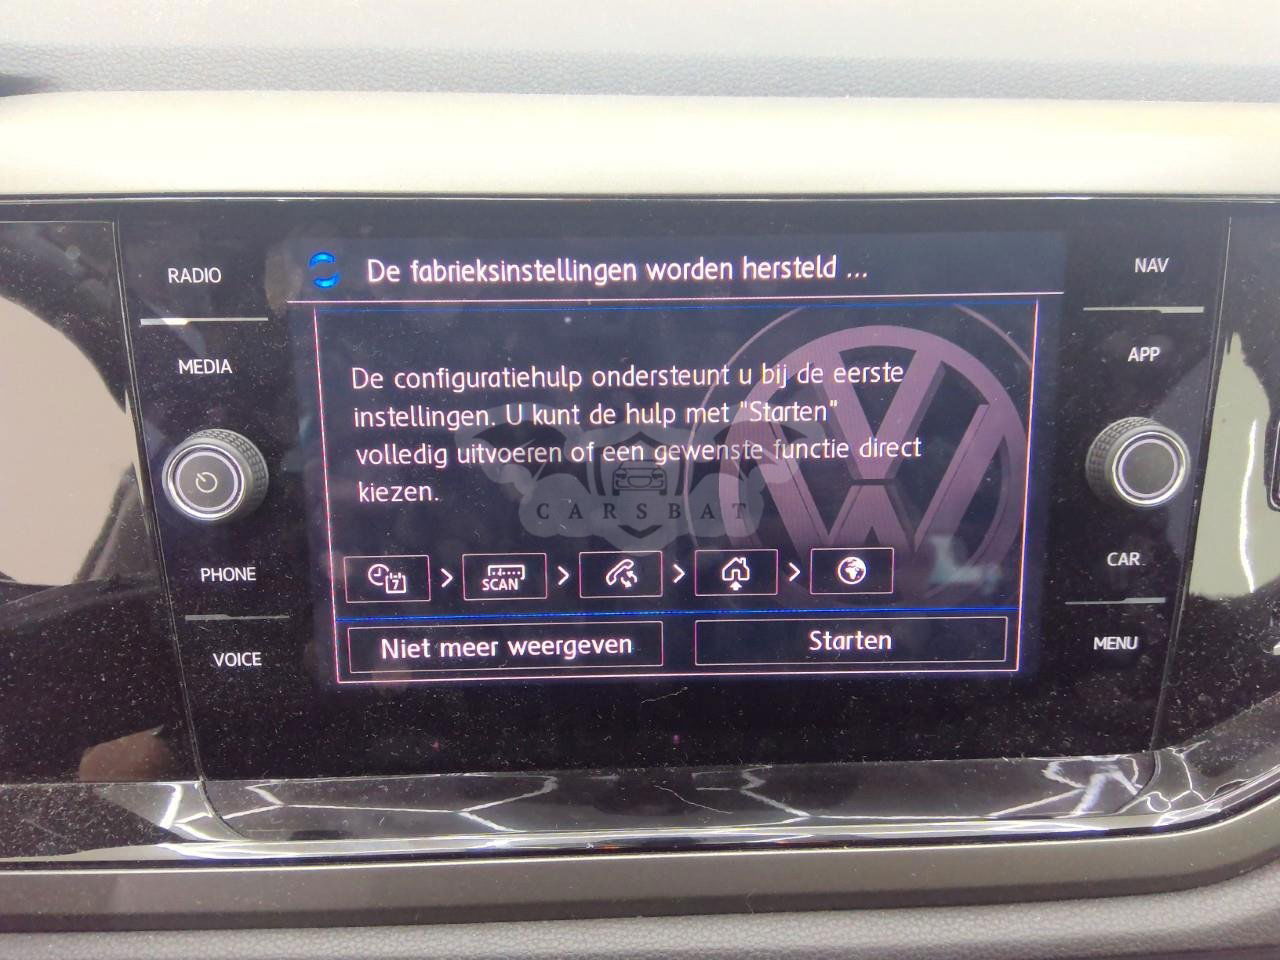 RADIO
MEDIA
PHONE
VOICE
De fabrieksinstellingen worden hersteld ...
De configuratiehulp ondersteunt u bij de eerste
instellingen. U kunt de hulp met "Starten"
volledig uitvoeren of een gewenste functie direct
kiezen.
CARSBAT
7
SCAN
Niet meer weergeven
Starten
NAV
APP
CAR
MENU